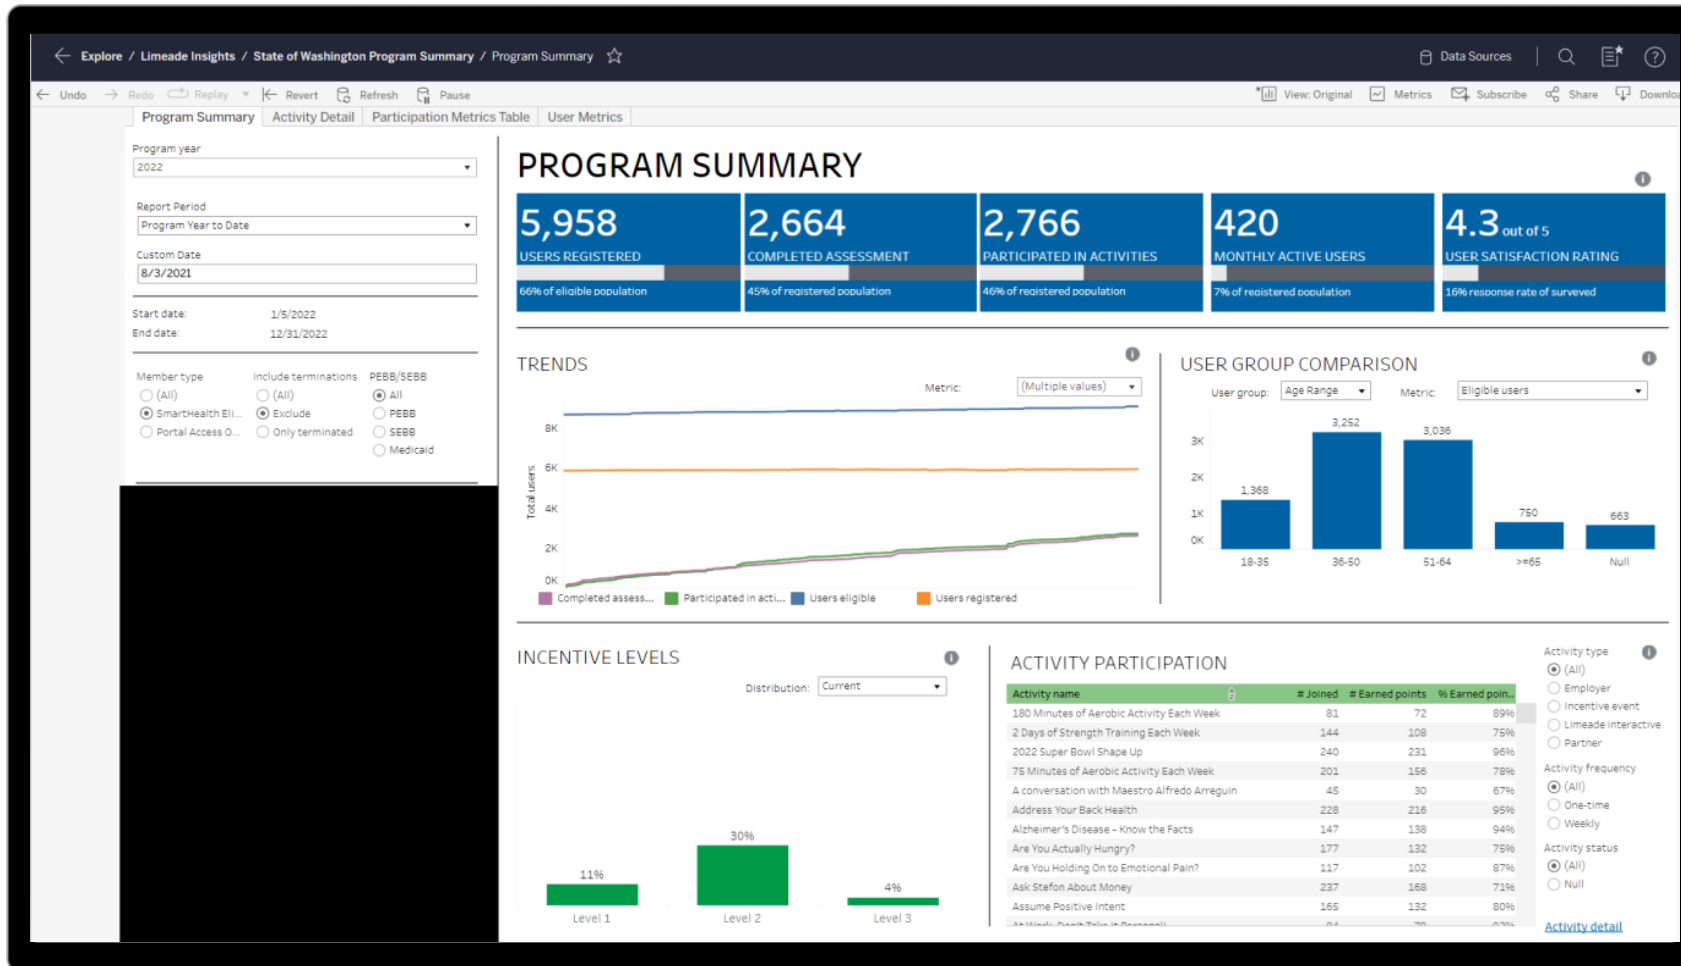 Explore / Limeade Insights / State of Washington Program Summary / Program Summary
Data Sources
Undo Redo Replay Revert Refresh Pause
View: Original Metrics Subscribe Share Downloa
Program Summary Activity Detail Participation Metrics Table User Metrics
Program year
2022
Report Period
Program Year to Date
Custom Date
8/3/2021
Start date: 1/5/2022
End date: 12/31/2022
Member type Include terminations PEBB/SEBB
(All) (All) All
SmartHealth Eli... Exclude PEBB
Portal Access O... Only terminated SEBB
Medicaid
PROGRAM SUMMARY
5,958
USERS REGISTERED
66% of eligible population
2,664
COMPLETED ASSESSMENT
45% of registered population
2,766
PARTICIPATED IN ACTIVITIES
46% of registered population
420
MONTHLY ACTIVE USERS
7% of registered population
4.3 out of 5
USER SATISFACTION RATING
16% response rate of surveyed
TRENDS
Metric: (Multiple values)
Total users
8K
6K
4K
2K
0K
Completed assess... Participated in acti... Users eligible Users registered
USER GROUP COMPARISON
User group: Age Range Metric: Eligible users
3K
2K
1K
0K
1,368 3,252 3,036 750 663
18-35 36-50 51-64 >=65 Null
INCENTIVE LEVELS
Distribution: Current
11% 30% 4%
Level 1 Level 2 Level 3
ACTIVITY PARTICIPATION
Activity name # Joined # Earned points % Earned poin..
180 Minutes of Aerobic Activity Each Week 81 72 89%
2 Days of Strength Training Each Week 144 108 75%
2022 Super Bowl Shape Up 240 231 96%
75 Minutes of Aerobic Activity Each Week 201 156 78%
A conversation with Maestro Alfredo Arreguin 45 30 67%
Address Your Back Health 228 216 95%
Alzheimer's Disease – Know the Facts 147 138 94%
Are You Actually Hungry? 177 132 75%
Are You Holding On to Emotional Pain? 117 102 87%
Ask Stefon About Money 237 168 71%
Assume Positive Intent 165 132 80%
Activity type
(All)
Employer
Incentive event
Limeade interactive
Partner
Activity frequency
(All)
One-time
Weekly
Activity status
(All)
Null
Activity detail